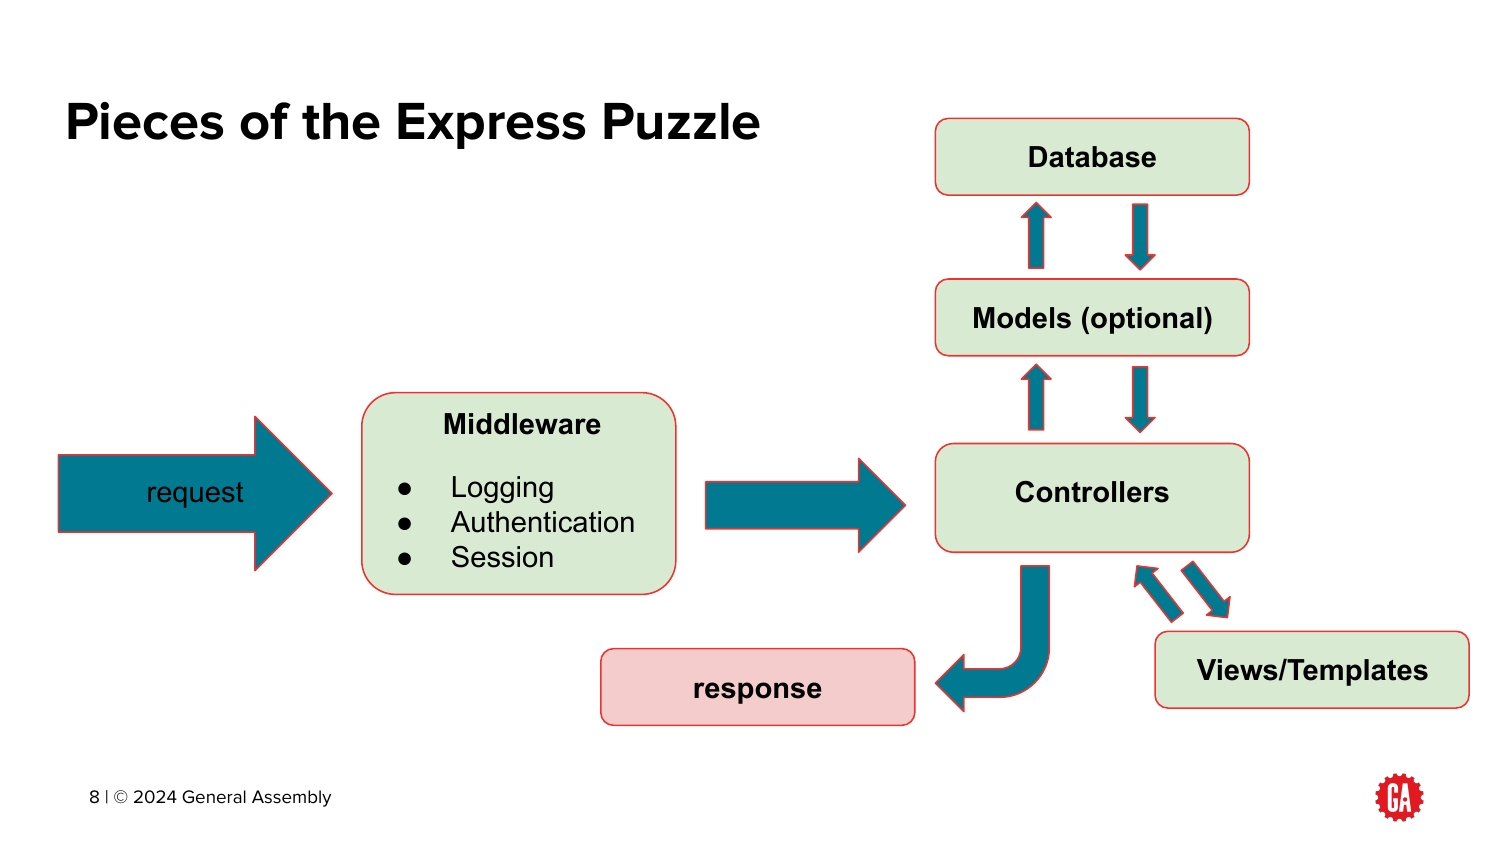 Pieces of the Express Puzzle
Database
Models (optional)
request
Middleware
● Logging
● Authentication
● Session
Controllers
response
Views/Templates
8 | © 2024 General Assembly
GA